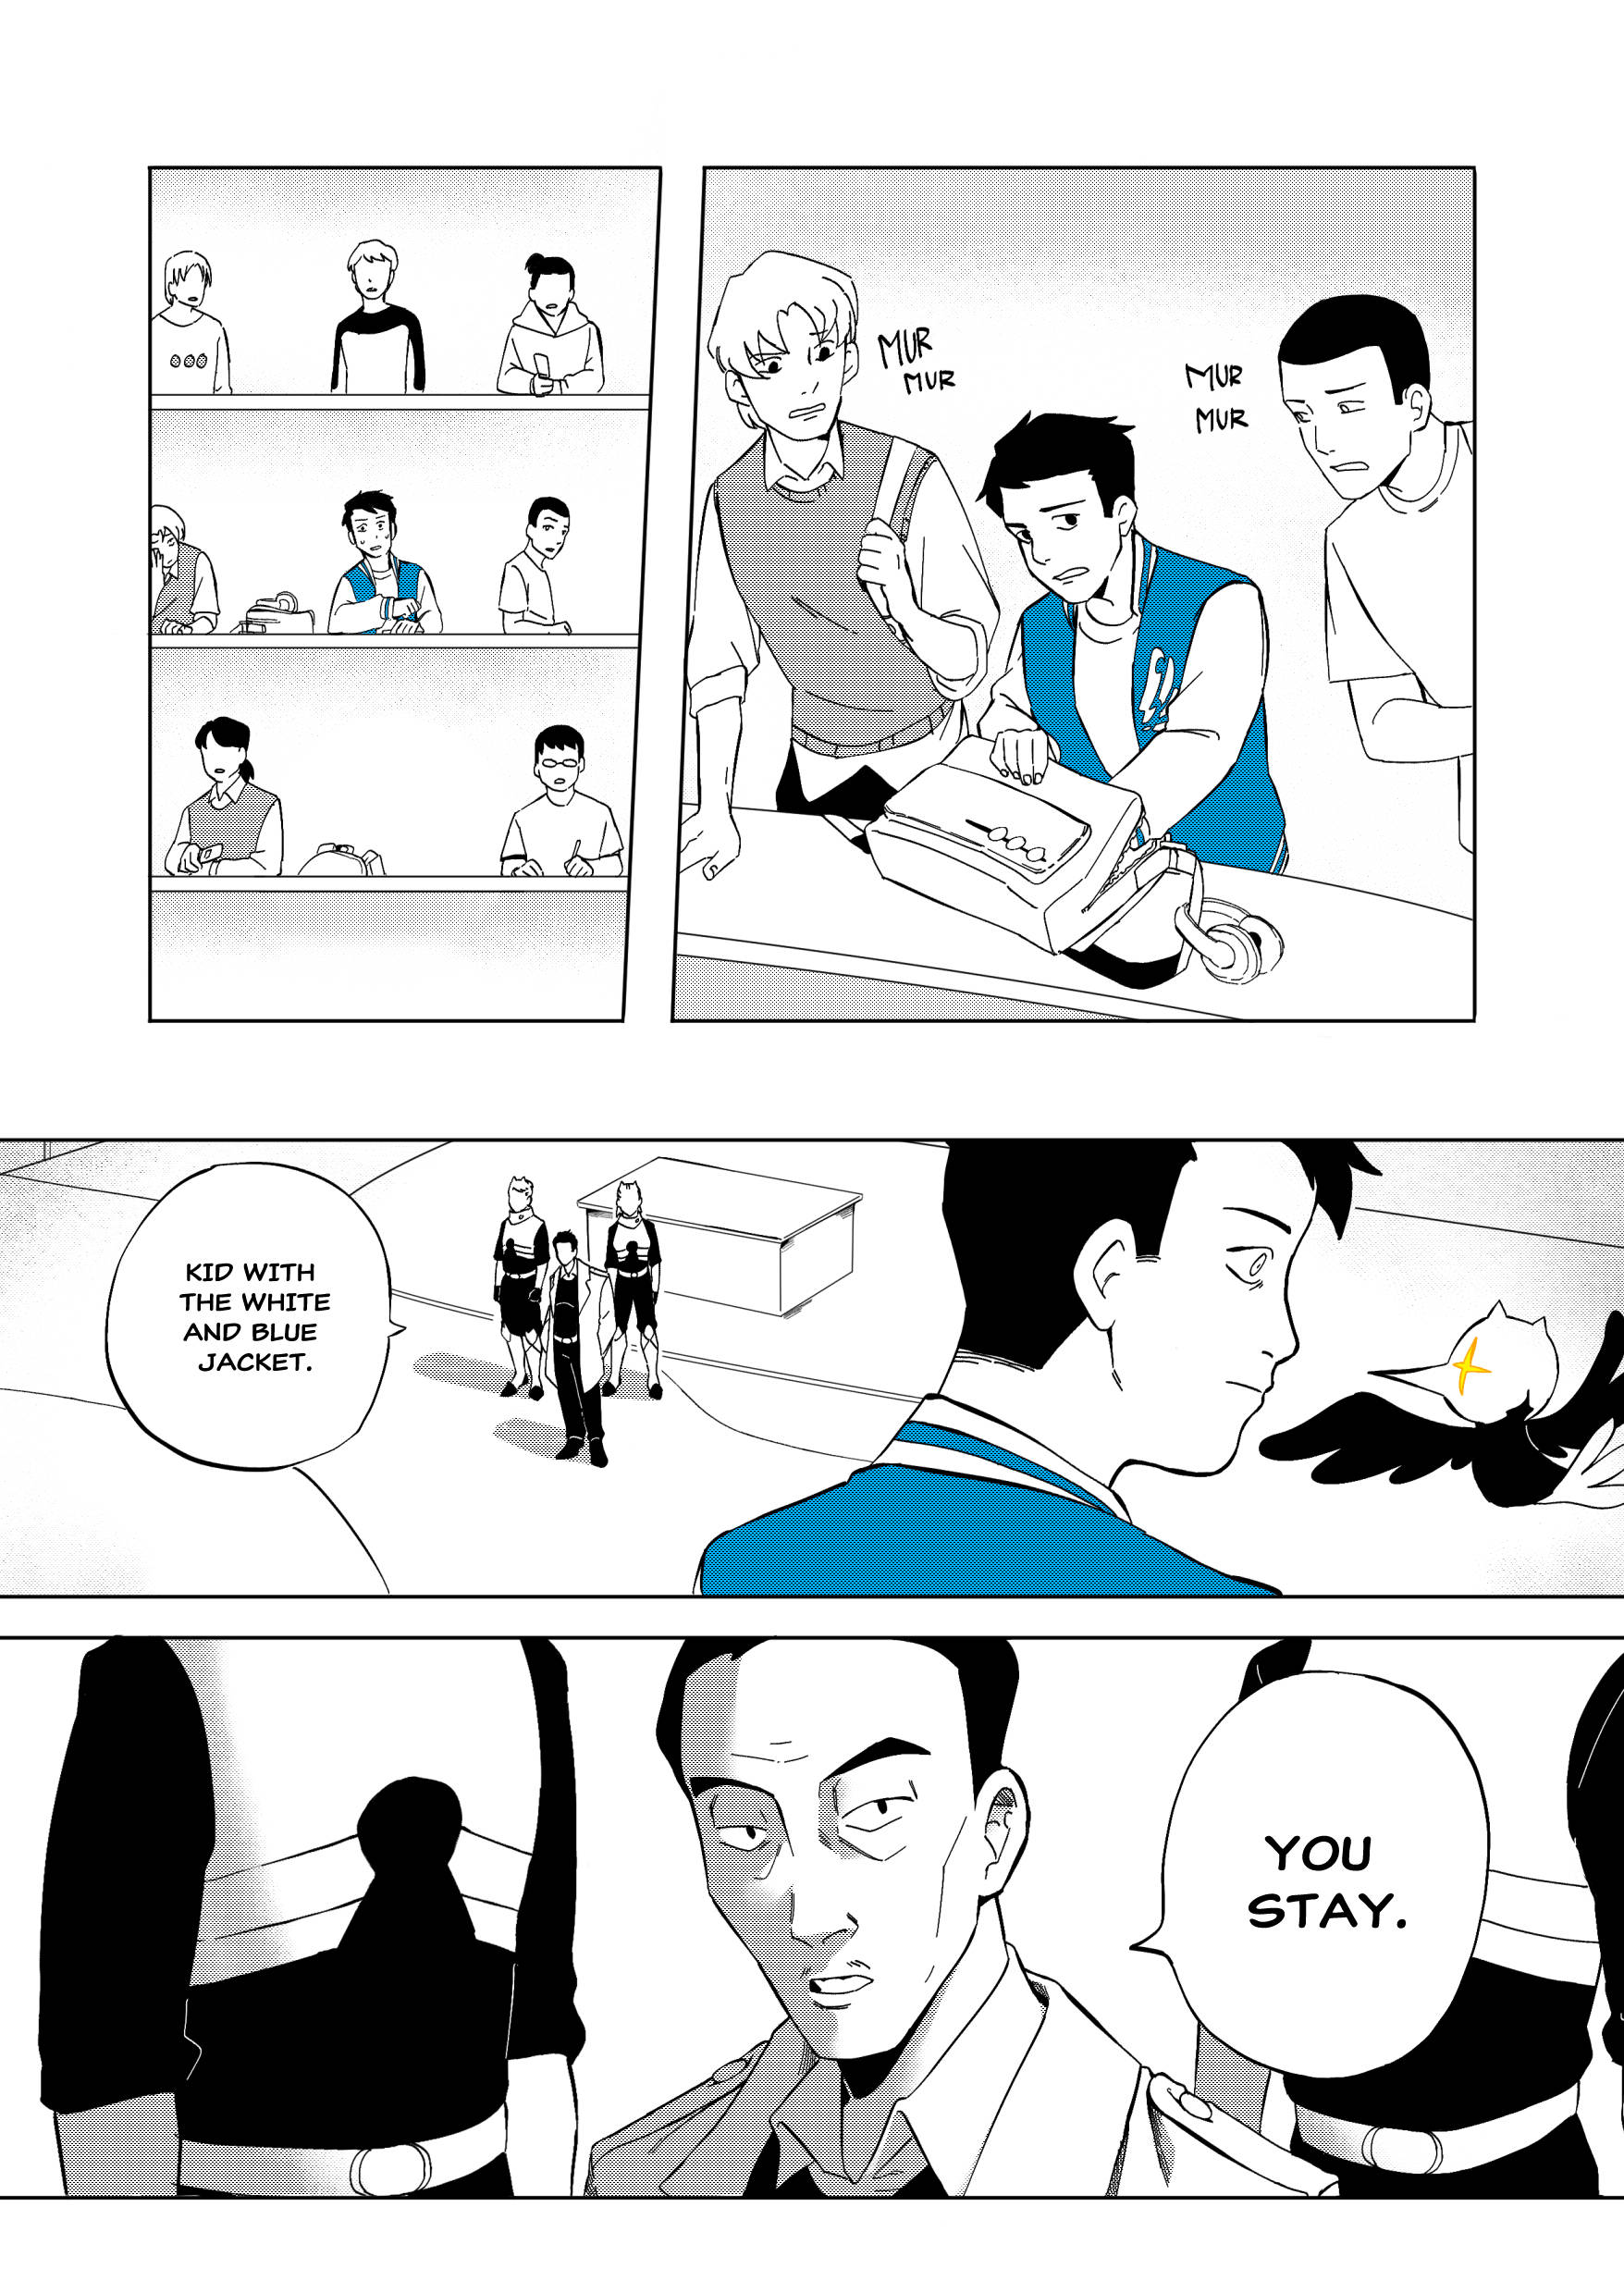 MUR
MUR
MUR
MUR
KID WITH
THE WHITE
AND BLUE
JACKET.
YOU
STAY.